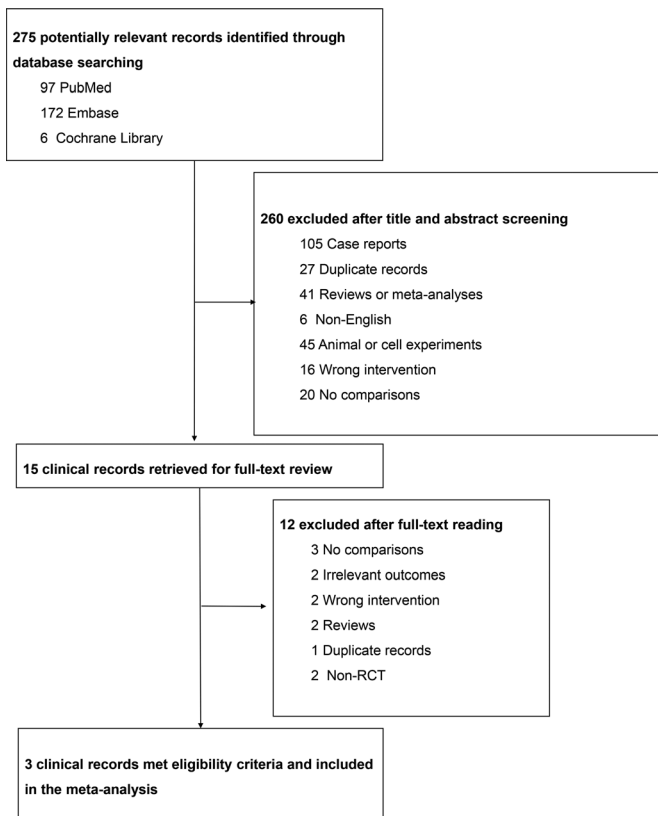 275 potentially relevant records identified through
database searching
97 PubMed
172 Embase
6 Cochrane Library
260 excluded after title and abstract screening
105 Case reports
27 Duplicate records
41 Reviews or meta-analyses
6 Non-English
45 Animal or cell experiments
16 Wrong intervention
20 No comparisons
15 clinical records retrieved for full-text review
12 excluded after full-text reading
3 No comparisons
2 Irrelevant outcomes
2 Wrong intervention
2 Reviews
1 Duplicate records
2 Non-RCT
3 clinical records met eligibility criteria and included
in the meta-analysis